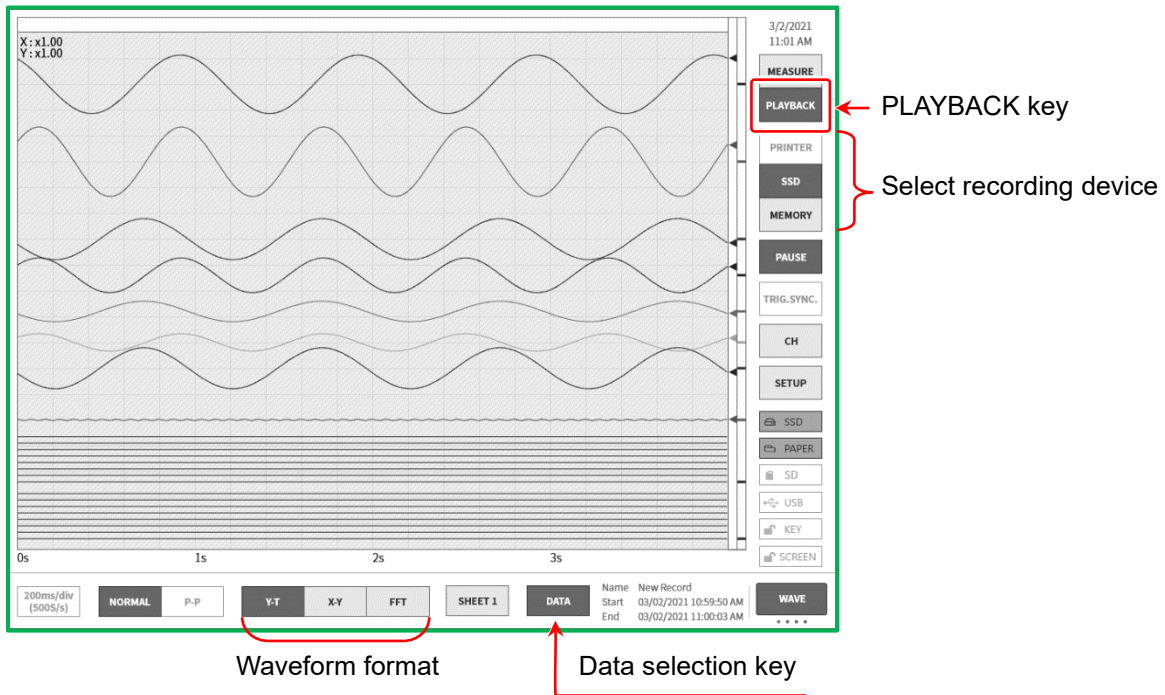 3/2/2021
11:01 AM
X: x1.00
Y: x1.00
MEASURE
PLAYBACK
PLAYBACK key
PRINTER
SSD
MEMORY
Select recording device
PAUSE
TRIG.SYNC.
CH
SETUP
SSD
PAPER
SD
USB
KEY
SCREEN
0s 1s 2s 3s
200ms/div
(500S/s)
NORMAL P-P
Y-T X-Y FFT
SHEET 1
DATA
Name New Record
Start 03/02/2021 10:59:50 AM
End 03/02/2021 11:00:03 AM
WAVE
Waveform format
Data selection key